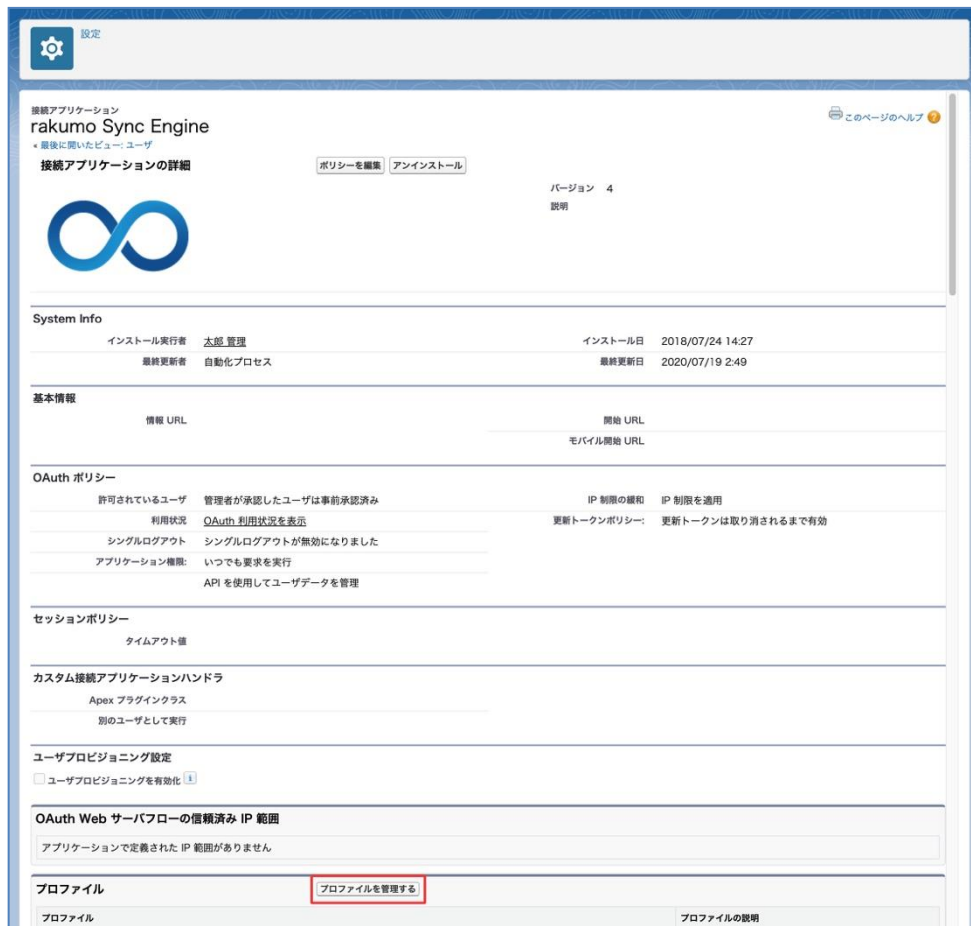 設定
接続アプリケーション
rakumo Sync Engine
このページのヘルプ
« 最後に開いたビュー: ユーザ
接続アプリケーションの詳細 ポリシーを編集 アンインストール
バージョン 4
説明
System Info
インストール実行者 太郎 管理 インストール日 2018/07/24 14:27
最終更新者 自動化プロセス 最終更新日 2020/07/19 2:49
基本情報
情報 URL 開始 URL
モバイル開始 URL
OAuth ポリシー
許可されているユーザ 管理者が承認したユーザは事前承認済み IP 制限の緩和 IP 制限を適用
利用状況 OAuth 利用状況を表示 更新トークンポリシー: 更新トークンは取り消されるまで有効
シングルログアウト シングルログアウトが無効になりました
アプリケーション権限: いつでも要求を実行
API を使用してユーザデータを管理
セッションポリシー
タイムアウト値
カスタム接続アプリケーションハンドラ
Apex プラグインクラス
別のユーザとして実行
ユーザプロビジョニング設定
ユーザプロビジョニングを有効化 i
OAuth Web サーバフローの信頼済み IP 範囲
アプリケーションで定義された IP 範囲がありません
プロファイル プロファイルを管理する
プロファイル プロファイルの説明